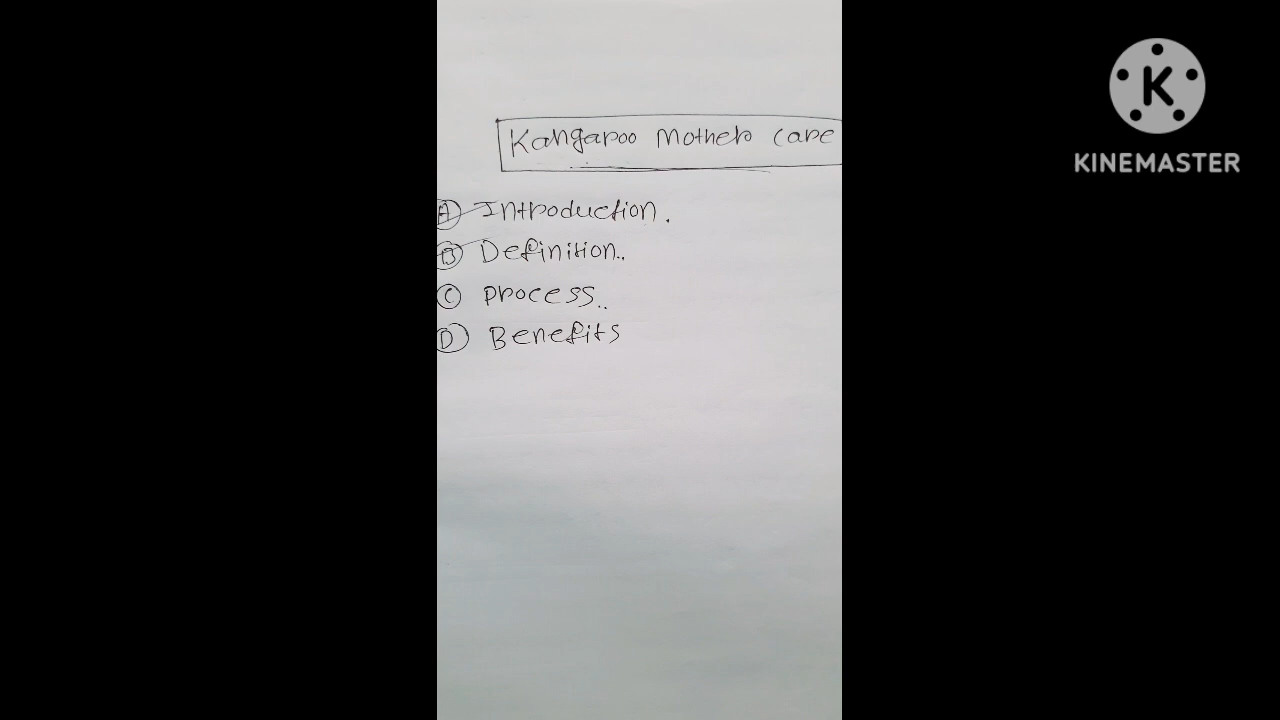 Kangaroo Mother Care
A Introduction.
B Definition..
C Process..
D Benefits
K
KINEMASTER